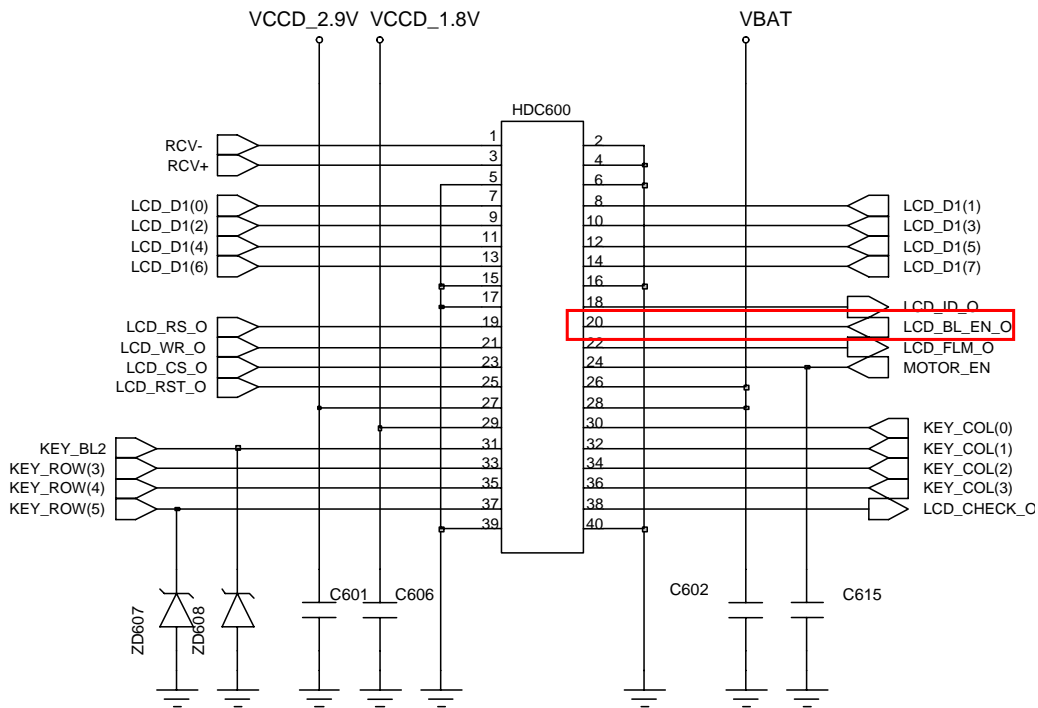 VCCD_2.9V VCCD_1.8V VBAT
HDC600
RCV- 1 2
RCV+ 3 4
5 6
LCD_D1(0) 7 8 LCD_D1(1)
LCD_D1(2) 9 10 LCD_D1(3)
LCD_D1(4) 11 12 LCD_D1(5)
LCD_D1(6) 13 14 LCD_D1(7)
15 16
17 18 LCD_ID_O
LCD_RS_O 19 20 LCD_BL_EN_O
LCD_WR_O 21 22 LCD_FLM_O
LCD_CS_O 23 24 MOTOR_EN
LCD_RST_O 25 26
27 28
29 30 KEY_COL(0)
KEY_BL2 31 32 KEY_COL(1)
KEY_ROW(3) 33 34 KEY_COL(2)
KEY_ROW(4) 35 36 KEY_COL(3)
KEY_ROW(5) 37 38 LCD_CHECK_O
39 40
ZD607 ZD608 C601 C606 C602 C615